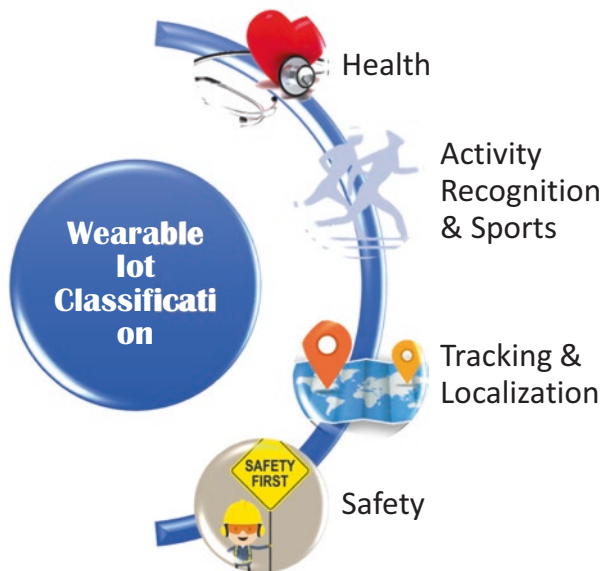 Health
Activity
Recognition
& Sports
Wearable
Iot
Classificati
on
Tracking &
Localization
SAFETY
FIRST
Safety